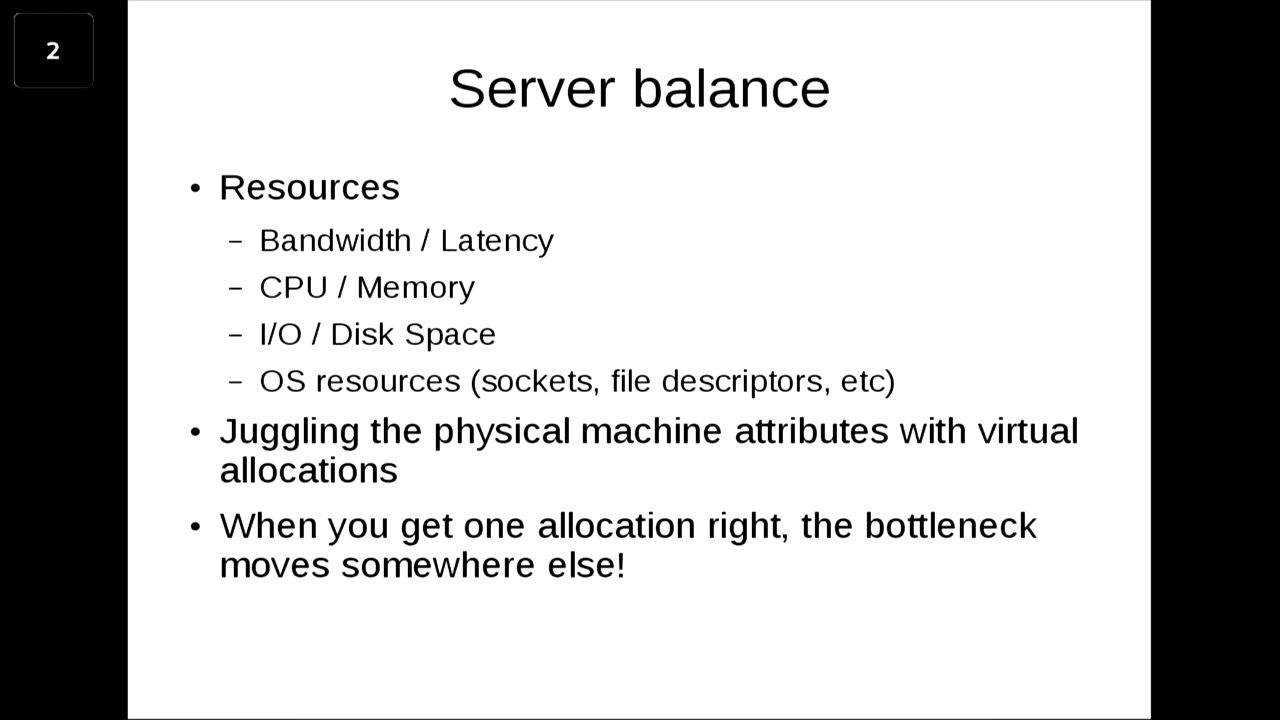 2
Server balance
• Resources
– Bandwidth / Latency
– CPU / Memory
– I/O / Disk Space
– OS resources (sockets, file descriptors, etc)
• Juggling the physical machine attributes with virtual
allocations
• When you get one allocation right, the bottleneck
moves somewhere else!